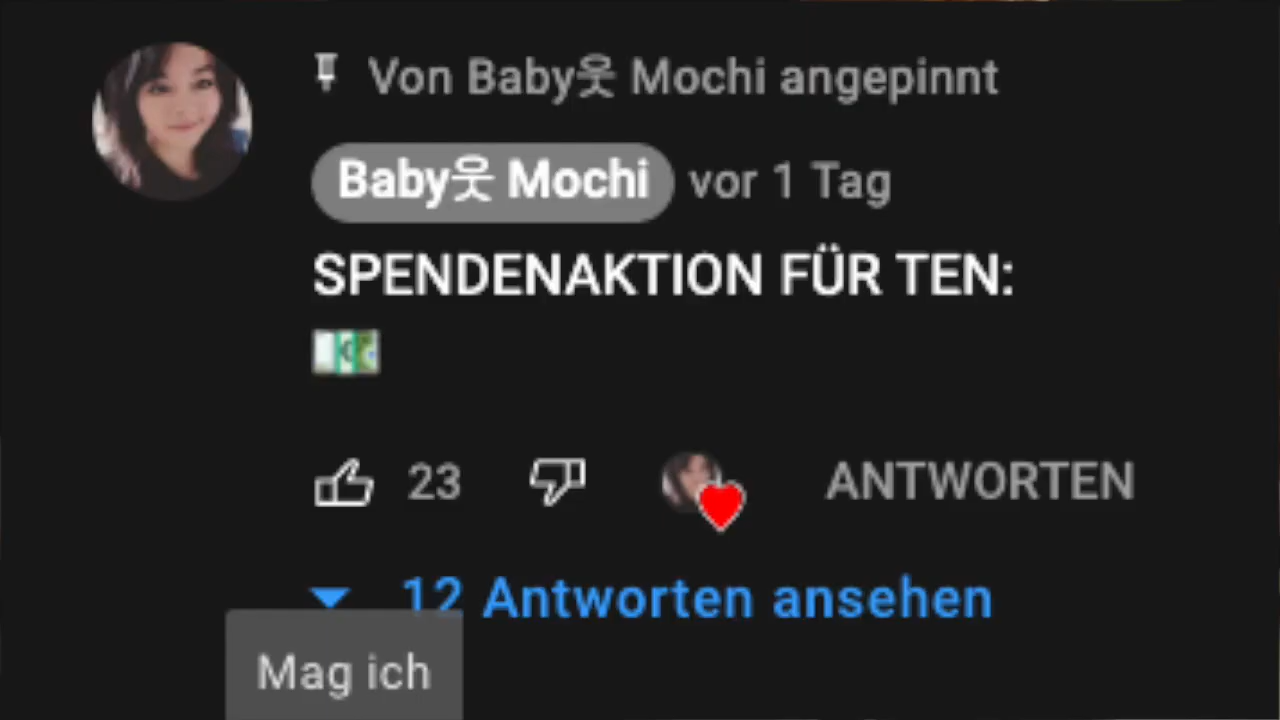 Von Baby웃 Mochi angepinnt
Baby웃 Mochi vor 1 Tag
SPENDENAKTION FÜR TEN:
23 ANTWORTEN
12 Antworten ansehen
Mag ich